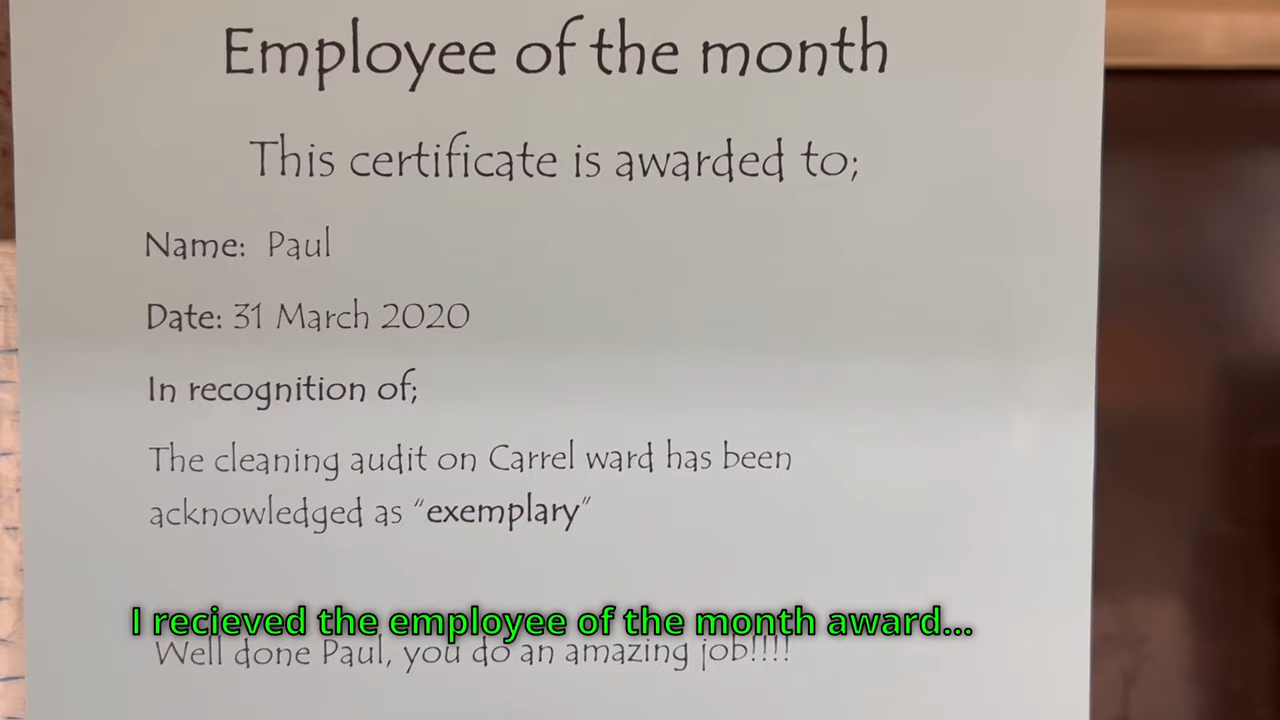 Employee of the month
This certificate is awarded to;
Name: Paul
Date: 31 March 2020
In recognition of;
The cleaning audit on Carrel ward has been
acknowledged as "exemplary"
I recieved the employee of the month award...
Well done Paul, you do an amazing job!!!!